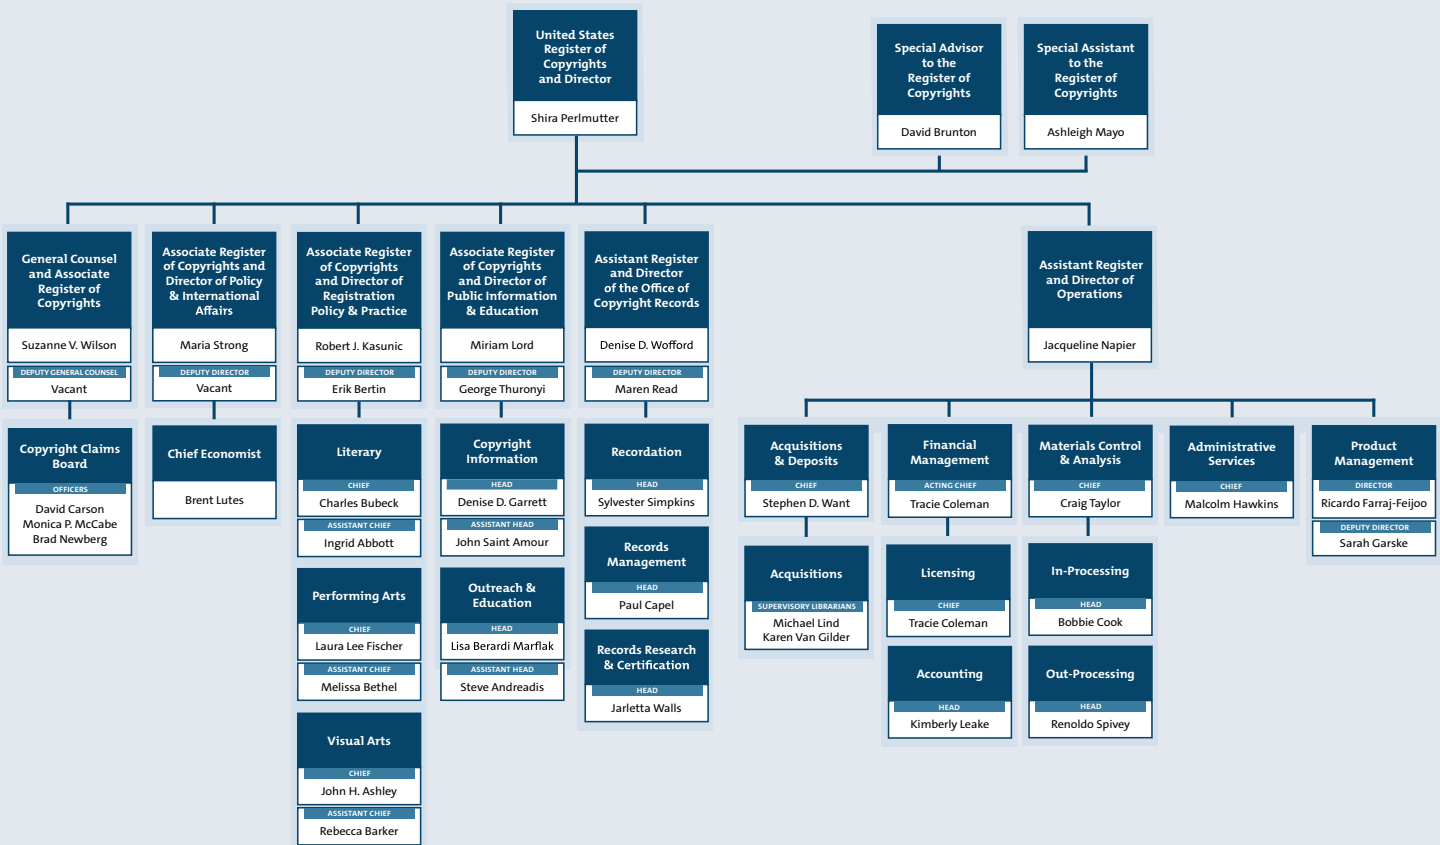 United States
Register of
Copyrights
and Director
Shira Perlmutter
Special Advisor
to the
Register of
Copyrights
David Brunton
Special Assistant
to the
Register of
Copyrights
Ashleigh Mayo
General Counsel
and Associate
Register of
Copyrights
Suzanne V. Wilson
DEPUTY GENERAL COUNSEL
Vacant
Copyright Claims
Board
OFFICERS
David Carson
Monica P. McCabe
Brad Newberg
Associate Register
of Copyrights and
Director of Policy
& International
Affairs
Maria Strong
DEPUTY DIRECTOR
Vacant
Chief Economist
Brent Lutes
Associate Register
of Copyrights
and Director of
Registration
Policy & Practice
Robert J. Kasunic
DEPUTY DIRECTOR
Erik Bertin
Literary
CHIEF
Charles Bubeck
ASSISTANT CHIEF
Ingrid Abbott
Performing Arts
CHIEF
Laura Lee Fischer
ASSISTANT CHIEF
Melissa Bethel
Visual Arts
CHIEF
John H. Ashley
ASSISTANT CHIEF
Rebecca Barker
Associate Register
of Copyrights
and Director of
Public Information
& Education
Miriam Lord
DEPUTY DIRECTOR
George Thuronyi
Copyright
Information
HEAD
Denise D. Garrett
ASSISTANT HEAD
John Saint Amour
Outreach &
Education
HEAD
Lisa Berardi Marflak
ASSISTANT HEAD
Steve Andreadis
Assistant Register
and Director
of the Office of
Copyright Records
Denise D. Wofford
DEPUTY DIRECTOR
Maren Read
Recordation
HEAD
Sylvester Simpkins
Records
Management
HEAD
Paul Capel
Records Research
& Certification
HEAD
Jarletta Walls
Assistant Register
and Director of
Operations
Jacqueline Napier
Acquisitions
& Deposits
CHIEF
Stephen D. Want
Acquisitions
SUPERVISORY LIBRARIANS
Michael Lind
Karen Van Gilder
Financial
Management
ACTING CHIEF
Tracie Coleman
Licensing
CHIEF
Tracie Coleman
Accounting
HEAD
Kimberly Leake
Materials Control
& Analysis
CHIEF
Craig Taylor
In-Processing
HEAD
Bobbie Cook
Out-Processing
HEAD
Renoldo Spivey
Administrative
Services
CHIEF
Malcolm Hawkins
Product
Management
DIRECTOR
Ricardo Farraj-Feijoo
DEPUTY DIRECTOR
Sarah Garske